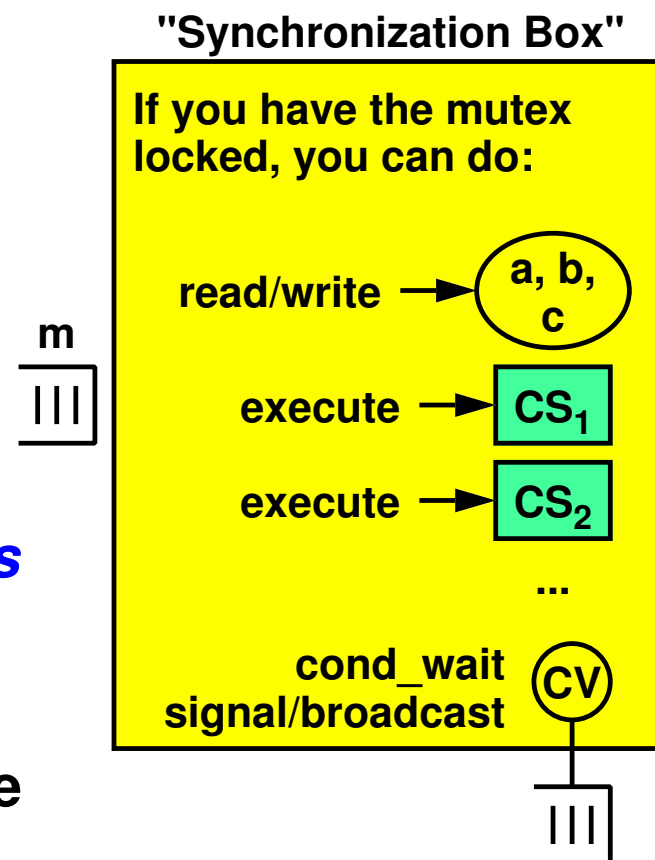 "Synchronization Box"
If you have the mutex
locked, you can do:
read/write
a, b,
c
m
execute
CS1
execute
CS2
s
...
cond_wait
signal/broadcast
CV
e